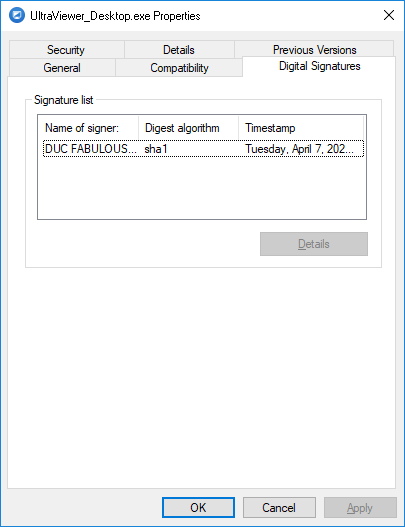 UltraViewer_Desktop.exe Properties
Security Details Previous Versions
General Compatibility Digital Signatures
Signature list
Name of signer: Digest algorithm Timestamp
DUC FABULOUS... sha1 Tuesday, April 7, 202...
Details
OK Cancel Apply